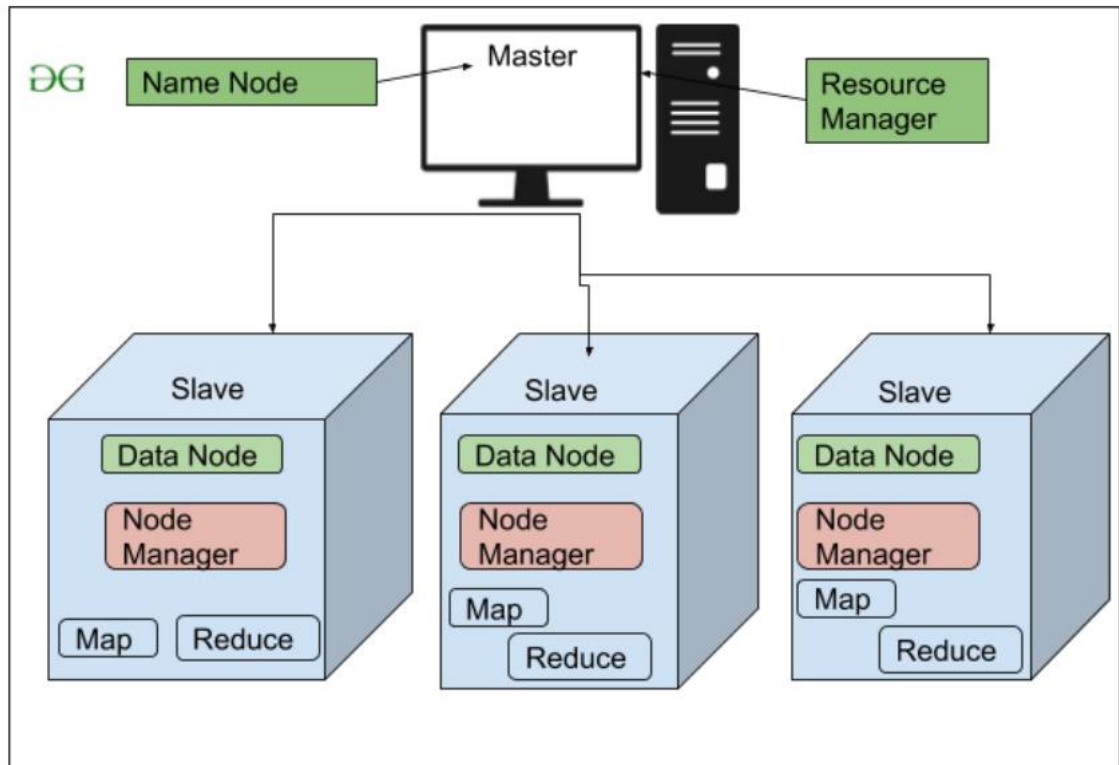 Master
Name Node
Resource
Manager
Slave
Data Node
Node
Manager
Map
Reduce
Slave
Data Node
Node
Manager
Map
Reduce
Slave
Data Node
Node
Manager
Map
Reduce